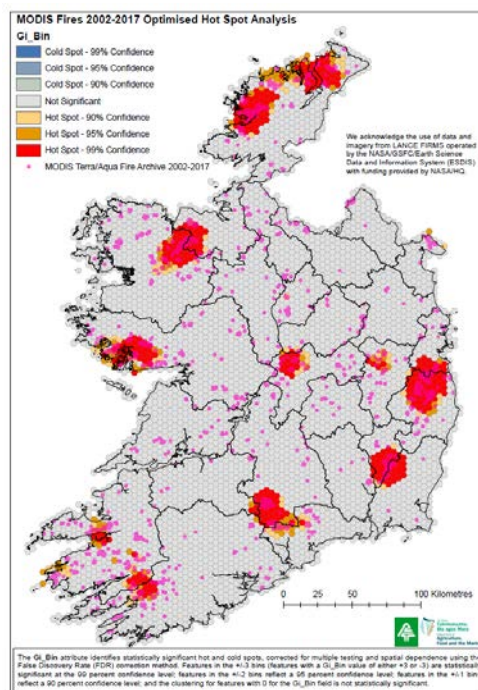 MODIS Fires 2002-2017 Optimised Hot Spot Analysis
Gi_Bin
Cold Spot - 99% Confidence
Cold Spot - 95% Confidence
Cold Spot - 90% Confidence
Not Significant
Hot Spot - 90% Confidence
Hot Spot - 95% Confidence
Hot Spot - 99% Confidence
MODIS Terra/Aqua Fire Archive 2002-2017
We acknowledge the use of data and
imagery from LANCE FIRMS operated
by the NASA/GSFC/Earth Science
Data and Information System (ESDIS)
with funding provided by NASA/HQ.
0 25 50 100 Kilometres
Agriculture,
Food and the Marine
The Gi_Bin attribute identifies statistically significant hot and cold spots, corrected for multiple testing and spatial dependence using the
False Discovery Rate (FDR) correction method. Features in the +/-3 bins (features with a Gi_Bin value of either +3 or -3) are statistically
significant at the 99 percent confidence level; features in the +/-2 bins reflect a 95 percent confidence level; features in the +/-1 bins
reflect a 90 percent confidence level; and the clustering for features with 0 for the Gi_Bin field is not statistically significant.